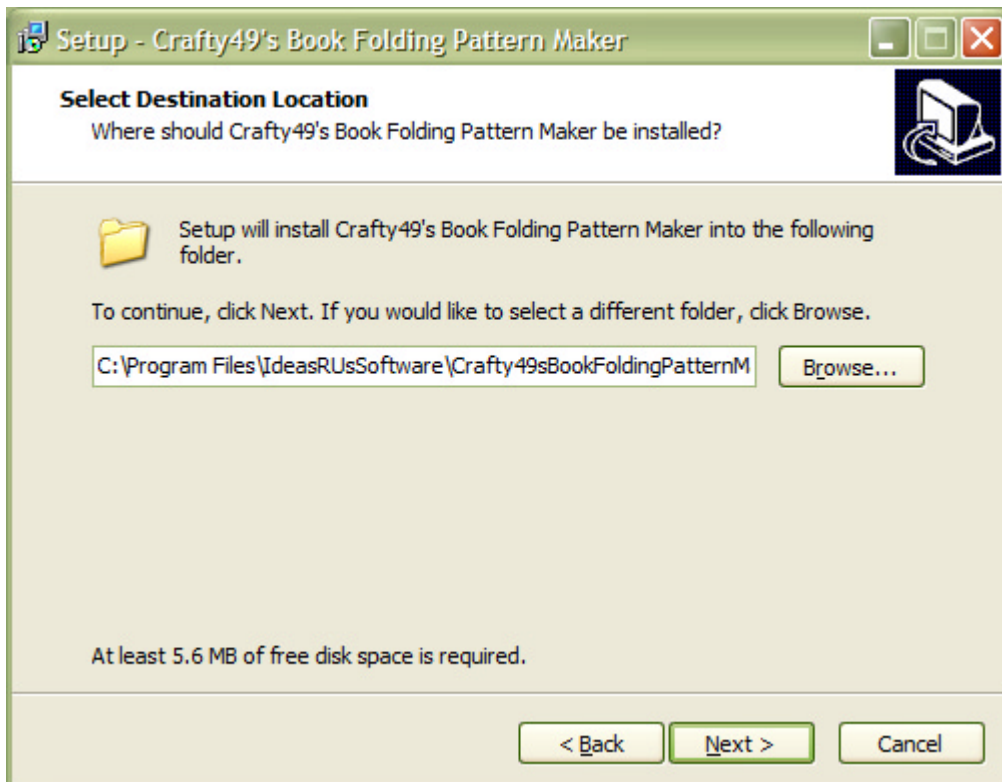 Setup - Crafty49's Book Folding Pattern Maker
Select Destination Location
Where should Crafty49's Book Folding Pattern Maker be installed?
Setup will install Crafty49's Book Folding Pattern Maker into the following
folder.
To continue, click Next. If you would like to select a different folder, click Browse.
C:\Program Files\IdeasRUsSoftware\Crafty49sBookFoldingPatternM
Browse...
At least 5.6 MB of free disk space is required.
< Back
Next >
Cancel